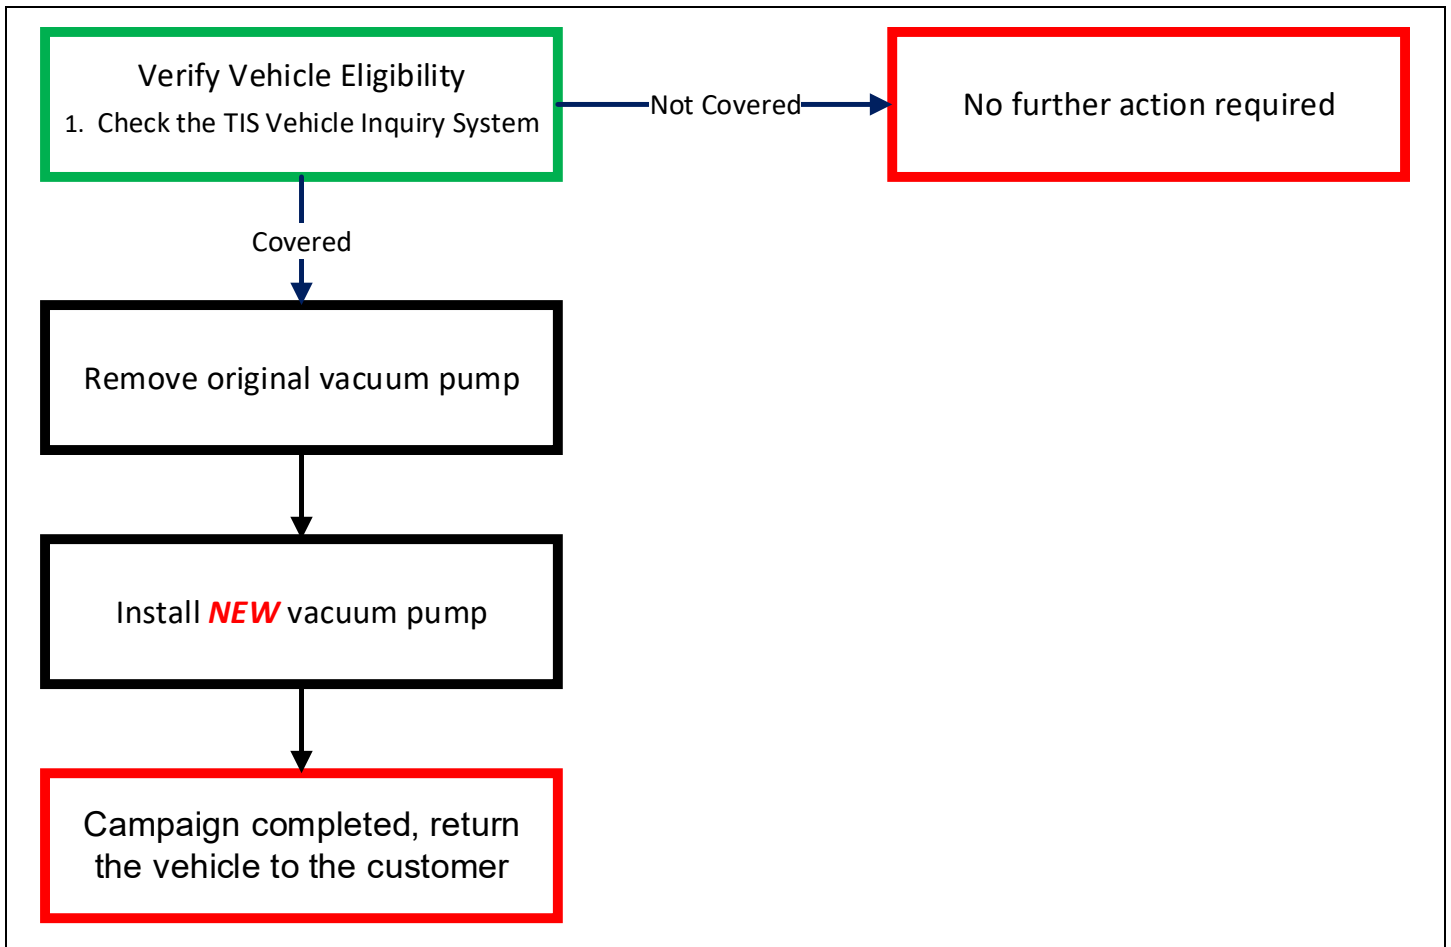 Verify Vehicle Eligibility
1. Check the TIS Vehicle Inquiry System
Not Covered
No further action required
Covered
Remove original vacuum pump
Install NEW vacuum pump
Campaign completed, return
the vehicle to the customer